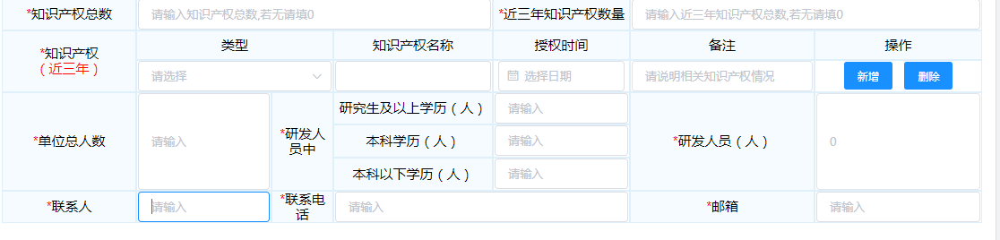 *知识产权总数 请输入知识产权总数,若无请填0 *近三年知识产权数量 请输入近三年知识产权总数,若无请填0
*知识产权
（近三年）
类型 知识产权名称 授权时间 备注 操作
请选择 选择日期 请说明相关知识产权情况 新增 删除
*单位总人数 请输入
*研发人
员中
研究生及以上学历（人） 请输入
本科学历（人） 请输入
本科以下学历（人） 请输入
*研发人员（人） 0
*联系人 请输入
*联系电
话
请输入
*邮箱 请输入